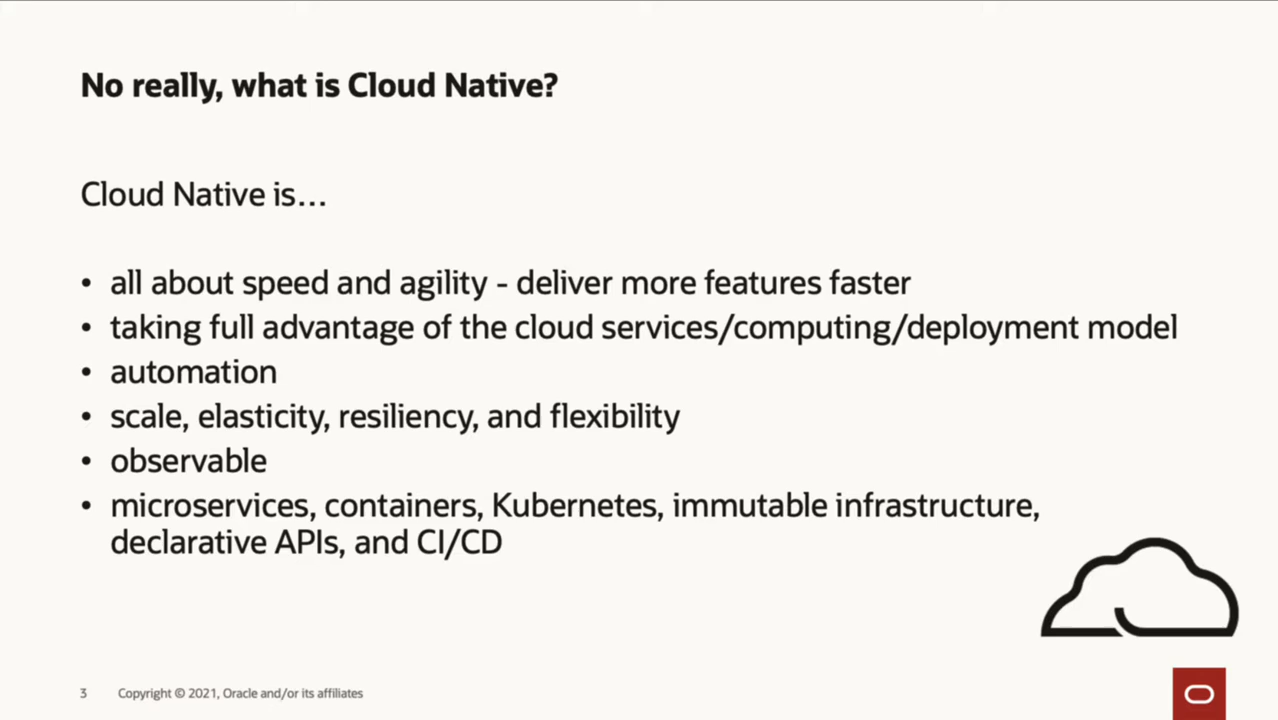 No really, what is Cloud Native?
Cloud Native is...
• all about speed and agility - deliver more features faster
• taking full advantage of the cloud services/computing/deployment model
• automation
• scale, elasticity, resiliency, and flexibility
• observable
• microservices, containers, Kubernetes, immutable infrastructure,
declarative APIs, and CI/CD
3 Copyright © 2021, Oracle and/or its affiliates